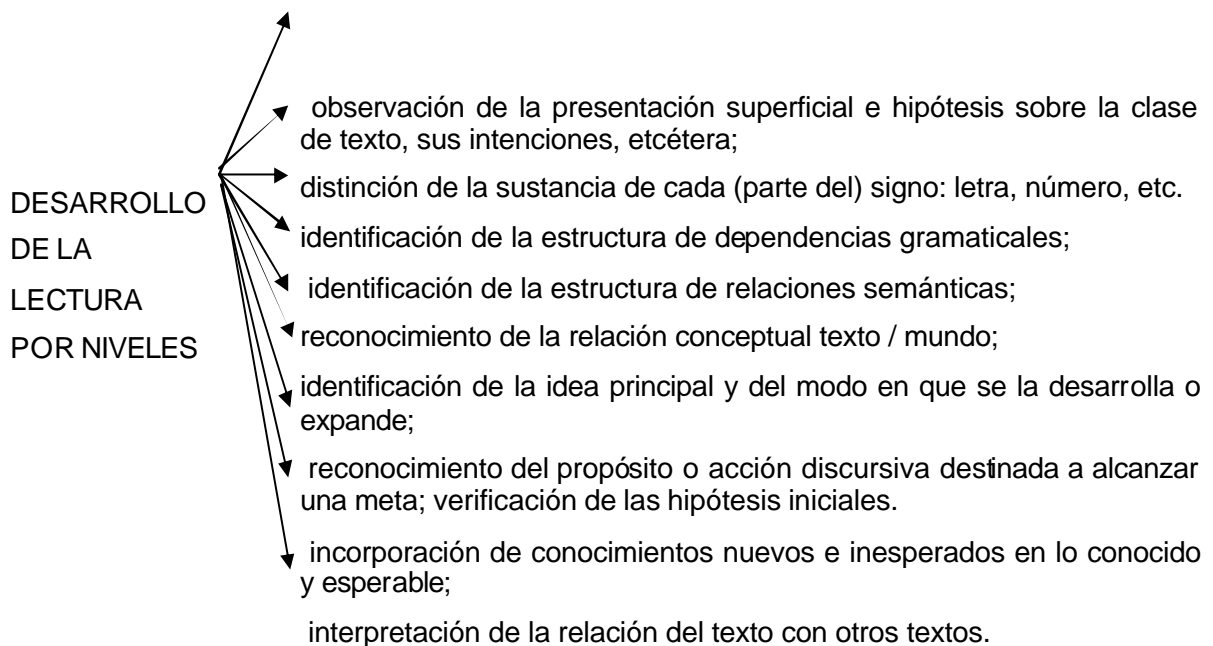 DESARROLLO
DE LA
LECTURA
POR NIVELES
observación de la presentación superficial e hipótesis sobre la clase
de texto, sus intenciones, etcétera;
distinción de la sustancia de cada (parte del) signo: letra, número, etc.
identificación de la estructura de dependencias gramaticales;
identificación de la estructura de relaciones semánticas;
reconocimiento de la relación conceptual texto / mundo;
identificación de la idea principal y del modo en que se la desarrolla o
expande;
reconocimiento del propósito o acción discursiva destinada a alcanzar
una meta; verificación de las hipótesis iniciales.
incorporación de conocimientos nuevos e inesperados en lo conocido
y esperable;
interpretación de la relación del texto con otros textos.